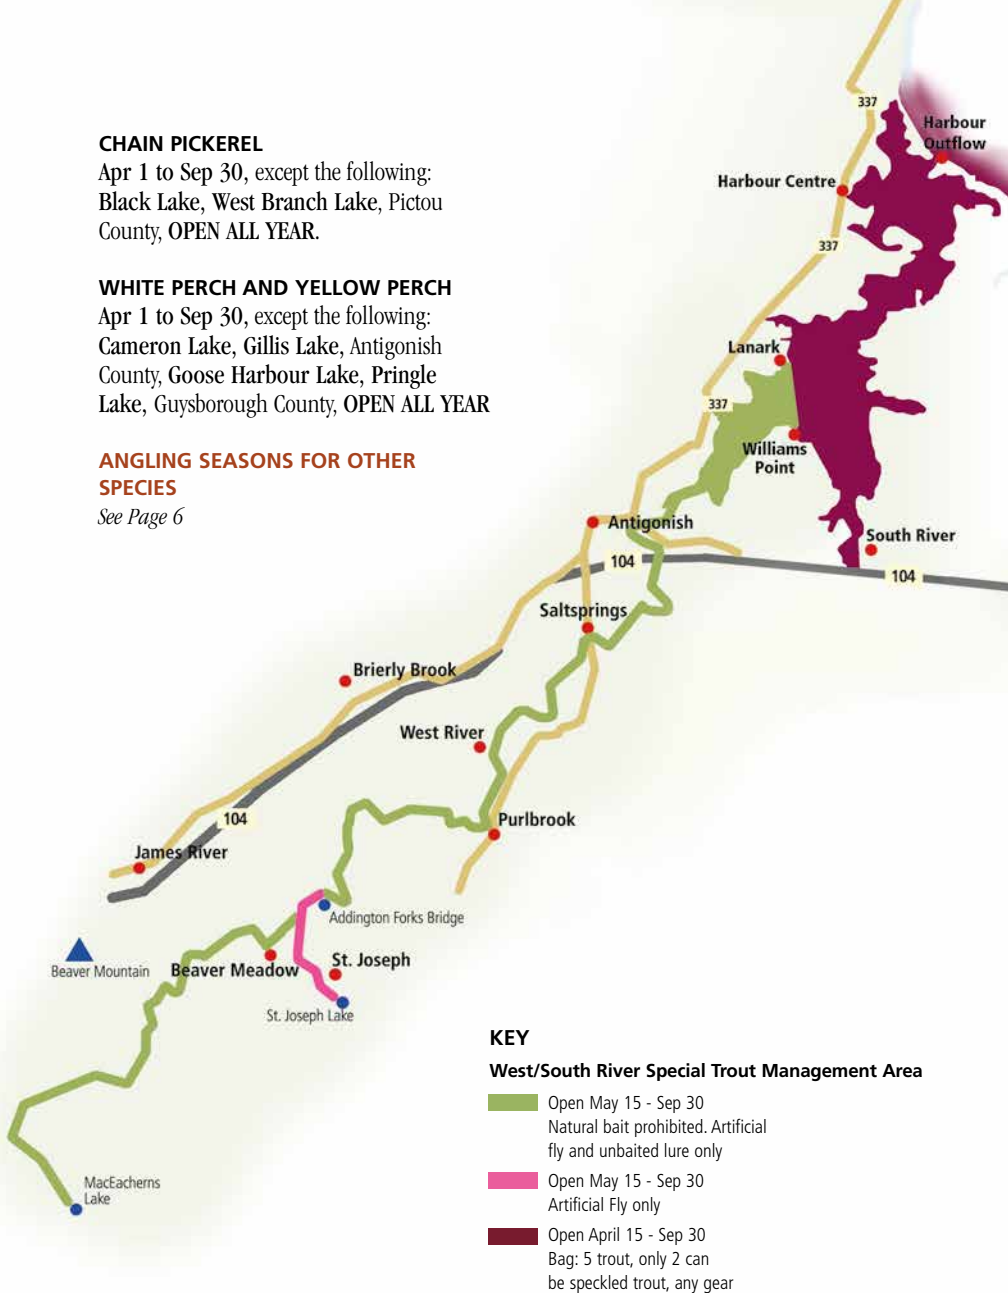 CHAIN PICKEREL
Apr 1 to Sep 30, except the following:
Black Lake, West Branch Lake, Pictou
County, OPEN ALL YEAR.
WHITE PERCH AND YELLOW PERCH
Apr 1 to Sep 30, except the following:
Cameron Lake, Gillis Lake, Antigonish
County, Goose Harbour Lake, Pringle
Lake, Guysborough County, OPEN ALL YEAR
ANGLING SEASONS FOR OTHER
SPECIES
See Page 6
337
Harbour
Outflow
Harbour Centre
337
Lanark
337
Williams
Point
Antigonish
South River
104
104
Saltsprings
Brierly Brook
West River
104
Purlbrook
James River
Addington Forks Bridge
Beaver Mountain
Beaver Meadow
St. Joseph
St. Joseph Lake
MacEacherns
Lake
KEY
West/South River Special Trout Management Area
Open May 15 - Sep 30
Natural bait prohibited. Artificial
fly and unbaited lure only
Open May 15 - Sep 30
Artificial Fly only
Open April 15 - Sep 30
Bag: 5 trout, only 2 can
be speckled trout, any gear